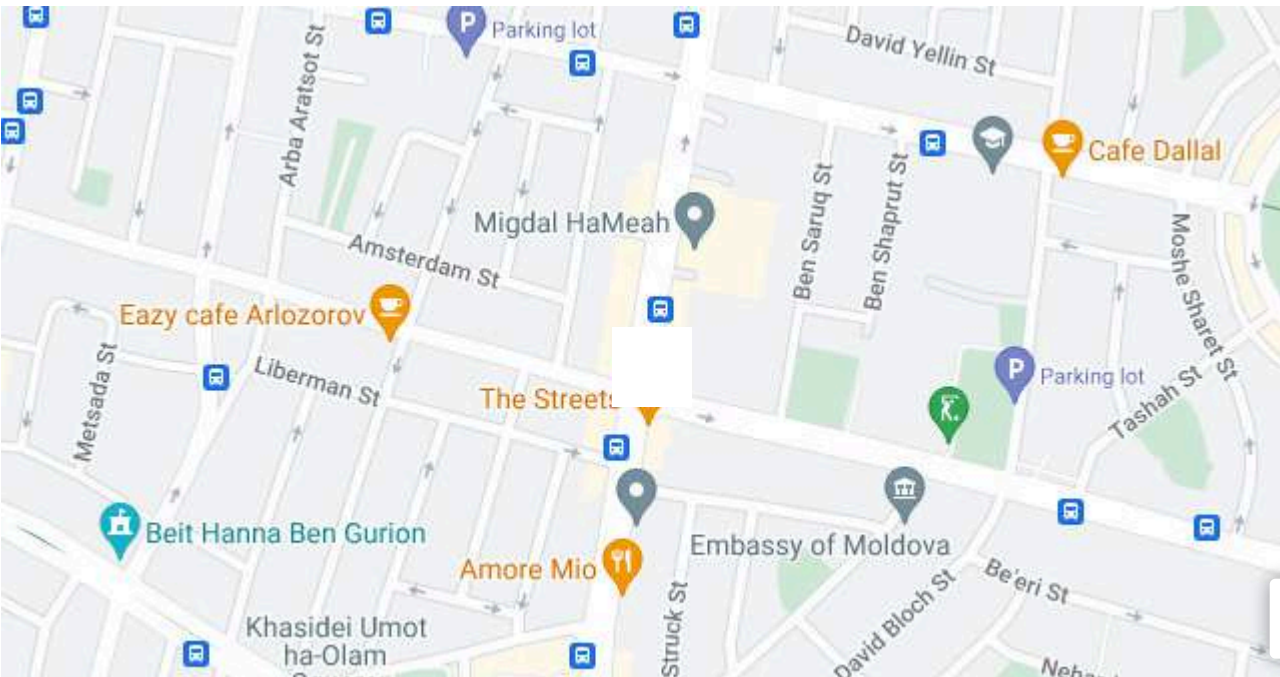 Parking lot
David Yellin St
Arba Aratsot St
Cafe Dallal
Ben Saruq St
Ben Shaprut St
Migdal HaMeah
Amsterdam St
Moshe Sharet St
Eazy cafe Arlozorov
Metsada St
Liberman St
The Streets
P
Parking lot
Tashah St
Beit Hanna Ben Gurion
Embassy of Moldova
Amore Mio
Be'eri St
Struck St
David Bloch St
Khasidei Umot
ha-Olam
P